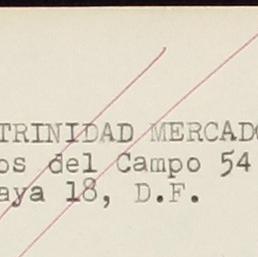 TRINIDAD MERCADO
os del Campo 54
aya 18, D.F.